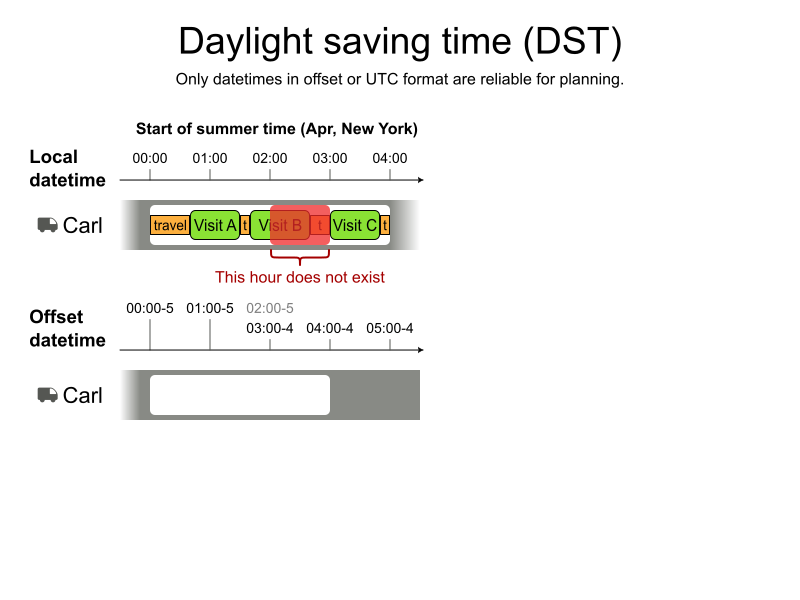 Daylight saving time (DST)
Only datetimes in offset or UTC format are reliable for planning.
Start of summer time (Apr, New York)
Local
datetime
00:00 01:00 02:00 03:00 04:00
Carl
travel Visit A t Visit B t Visit C t
This hour does not exist
Offset
datetime
00:00-5 01:00-5 02:00-5
03:00-4 04:00-4 05:00-4
Carl